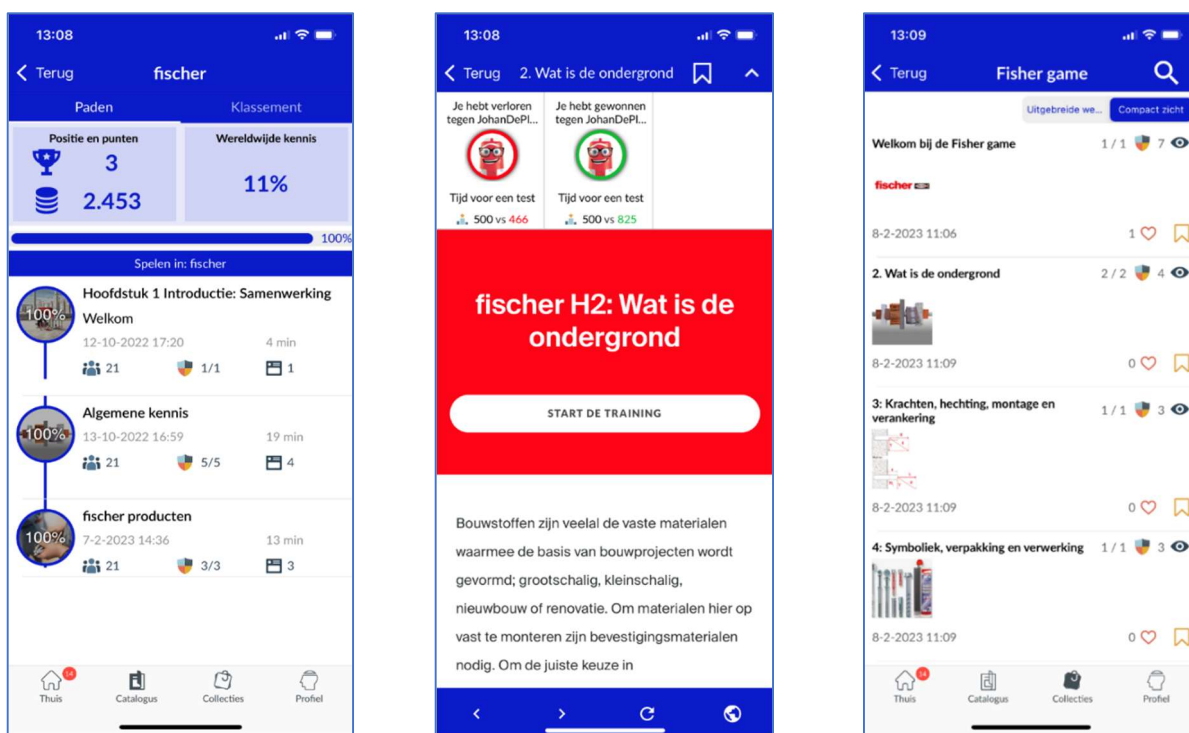 13:08
Terug
fischer
Paden
Klassement
Positie en punten
3
2.453
Wereldwijde kennis
11%
100%
Spelen in: fischer
100%
Hoofdstuk 1 Introductie: Samenwerking
Welkom
12-10-2022 17:20
4 min
21
1/1
1
100%
Algemene kennis
13-10-2022 16:59
19 min
21
5/5
4
100%
fischer producten
7-2-2023 14:36
13 min
21
3/3
3
14
Thuis
Catalogus
Collecties
Profiel
13:08
Terug
2. Wat is de ondergrond
Je hebt verloren
tegen JohanDePl...
Tijd voor een test
500 vs 466
Je hebt gewonnen
tegen JohanDePl...
Tijd voor een test
500 vs 825
fischer H2: Wat is de
ondergrond
START DE TRAINING
Bouwstoffen zijn veelal de vaste materialen
waarmee de basis van bouwprojecten wordt
gevormd; grootschalig, kleinschalig,
nieuwbouw of renovatie. Om materialen hier op
vast te monteren zijn bevestigingsmaterialen
nodig. Om de juiste keuze in
13:09
Terug
Fisher game
Uitgebreide we...
Compact zicht
Welkom bij de Fisher game
1 / 1
7
fischer
8-2-2023 11:06
1
2. Wat is de ondergrond
2 / 2
4
8-2-2023 11:09
0
3: Krachten, hechting, montage en
verankering
1 / 1
3
8-2-2023 11:09
0
4: Symboliek, verpakking en verwerking
1 / 1
3
8-2-2023 11:09
0
14
Thuis
Catalogus
Collecties
Profiel